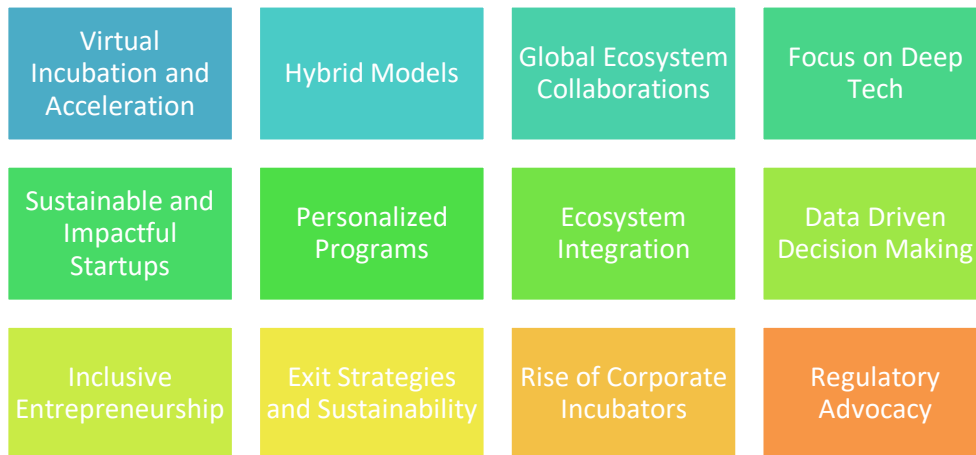 Virtual
Incubation and
Acceleration
Hybrid Models
Global Ecosystem
Collaborations
Focus on Deep
Tech
Sustainable and
Impactful
Startups
Personalized
Programs
Ecosystem
Integration
Data Driven
Decision Making
Inclusive
Entrepreneurship
Exit Strategies
and Sustainability
Rise of Corporate
Incubators
Regulatory
Advocacy